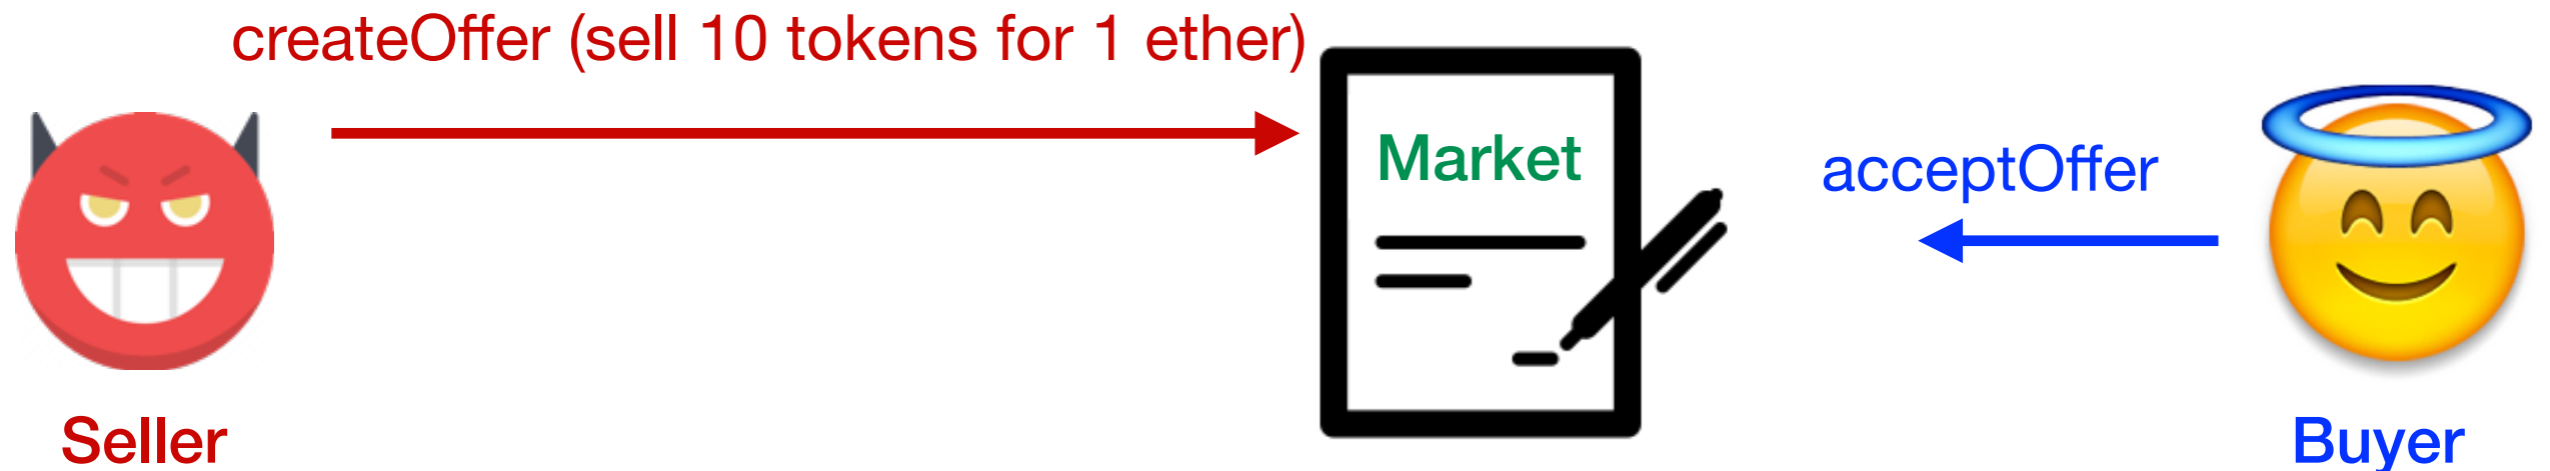 createOffer (sell 10 tokens for 1 ether)
Market
acceptOffer
Seller
Buyer